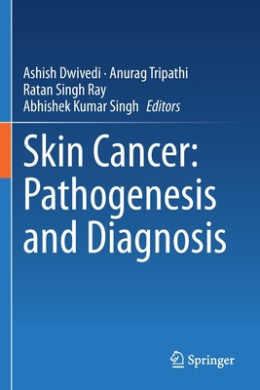 Ashish Dwivedi · Anurag Tripathi
Ratan Singh Ray
Abhishek Kumar Singh Editors
Skin Cancer:
Pathogenesis
and Diagnosis
Springer